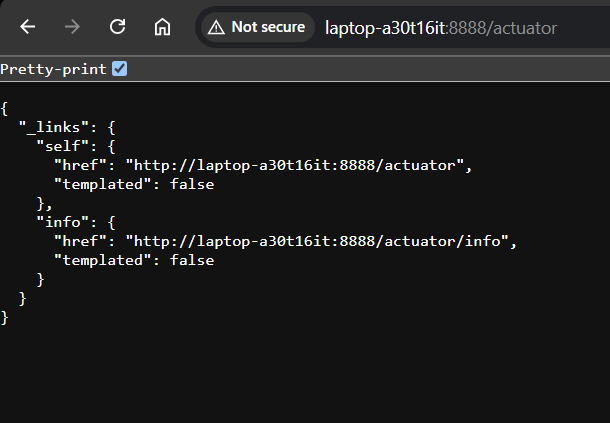 Not secure laptop-a30t16it:8888/actuator
Pretty-print
{
  "_links": {
    "self": {
      "href": "http://laptop-a30t16it:8888/actuator",
      "templated": false
    },
    "info": {
      "href": "http://laptop-a30t16it:8888/actuator/info",
      "templated": false
    }
  }
}